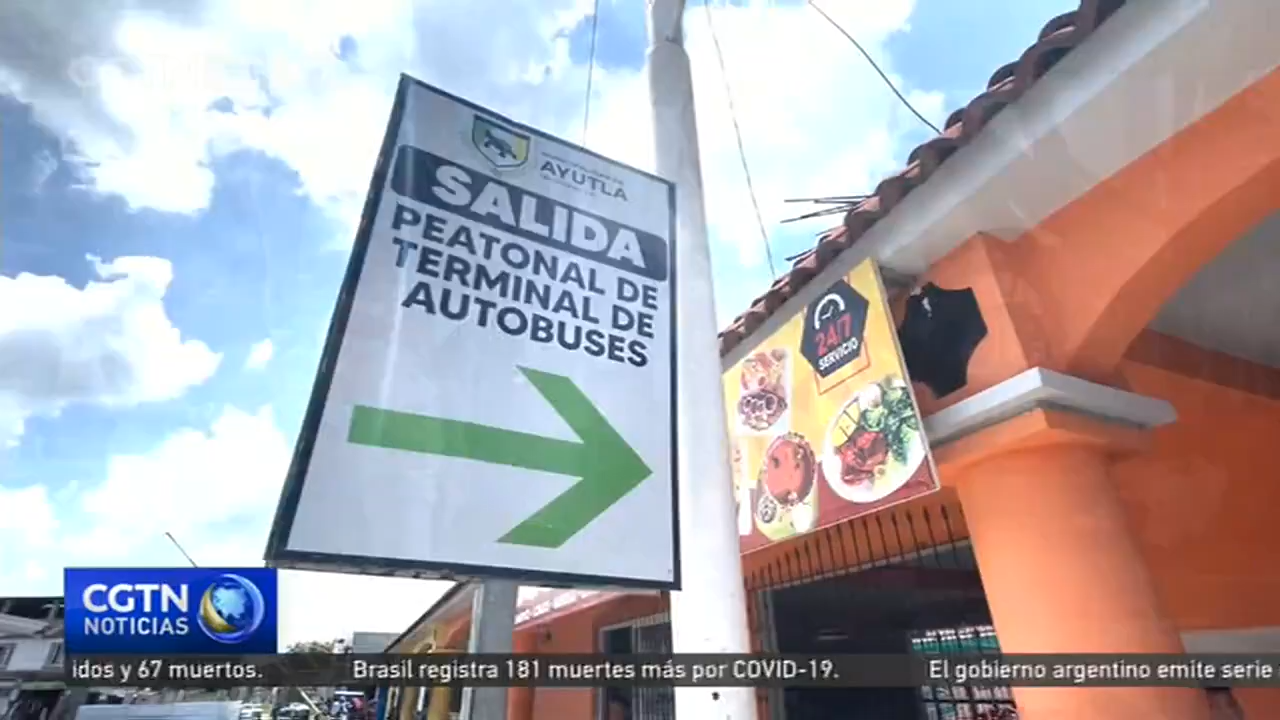 AYUTLA
SALIDA
PEATONAL DE
TERMINAL DE
AUTOBUSES
24/7
SERVICIO
CGTN
NOTICIAS
idos y 67 muertos.
Brasil registra 181 muertes más por COVID-19.
El gobierno argentino emite serie